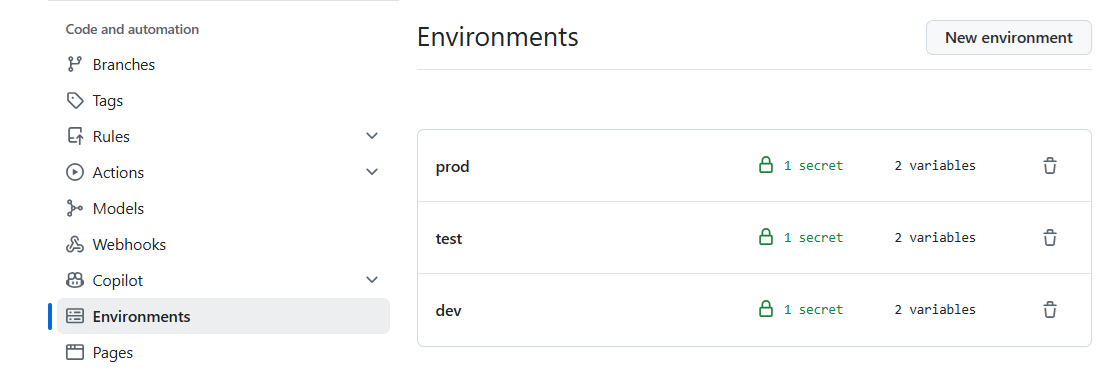 Code and automation
Branches
Tags
Rules
Actions
Models
Webhooks
Copilot
Environments
Pages
Environments
New environment
prod 1 secret 2 variables
test 1 secret 2 variables
dev 1 secret 2 variables